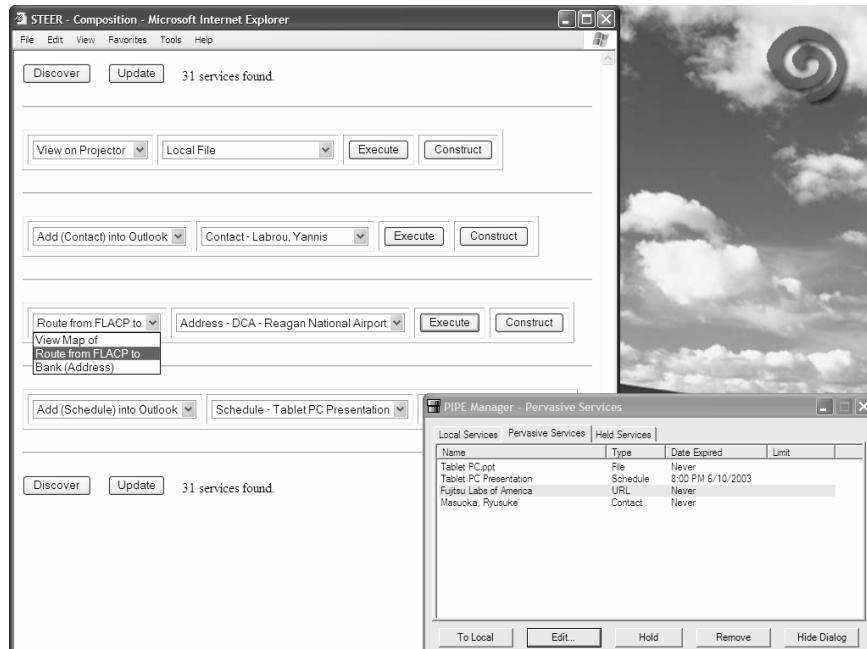 STEER - Composition - Microsoft Internet Explorer
File Edit View Favorites Tools Help
Discover Update 31 services found.
View on Projector Local File Execute Construct
Add (Contact) into Outlook Contact - Labrou, Yannis Execute Construct
Route from FLACP to Address - DCA - Reagan National Airport Execute Construct
View Map of
Route from FLACP to
Bank (Address)
Add (Schedule) into Outlook Schedule - Tablet PC Presentation
Discover Update 31 services found.
PIPE Manager - Pervasive Services
Local Services Pervasive Services Held Services
Name Type Date Expired Limit
Tablet PC.ppt File Never
Tablet PC Presentation Schedule 8:00 PM 6/10/2003
Fujitsu Labs of America URL Never
Masuoka, Ryusuke Contact Never
To Local Edit... Hold Remove Hide Dialog